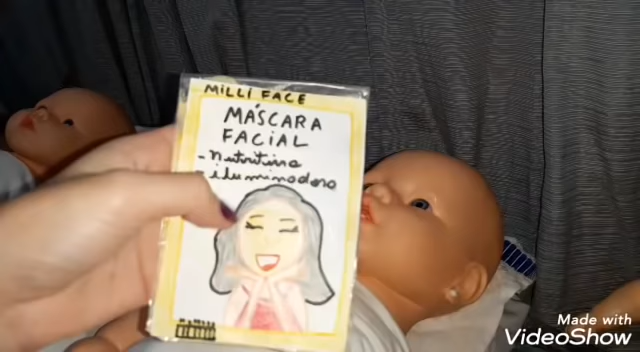 MILLI FACE
MÁSCARA
FACIAL
- nutritiva
- iluminadora
Made with
VideoShow